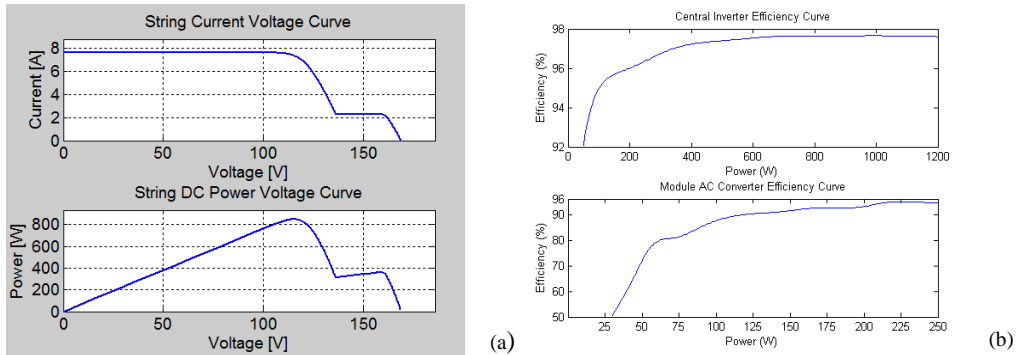 String Current Voltage Curve
Current [A]
8
6
4
2
0
0 50 100 150
Voltage [V]
String DC Power Voltage Curve
Power [W]
800
600
400
200
0
0 50 100 150
Voltage [V]
(a)
Central Inverter Efficiency Curve
Efficiency (%)
98
96
94
92
0 200 400 600 800 1000 1200
Power (W)
Module AC Converter Efficiency Curve
Efficiency (%)
96
90
80
70
60
50
25 50 75 100 125 150 175 200 225 250
Power (W)
(b)